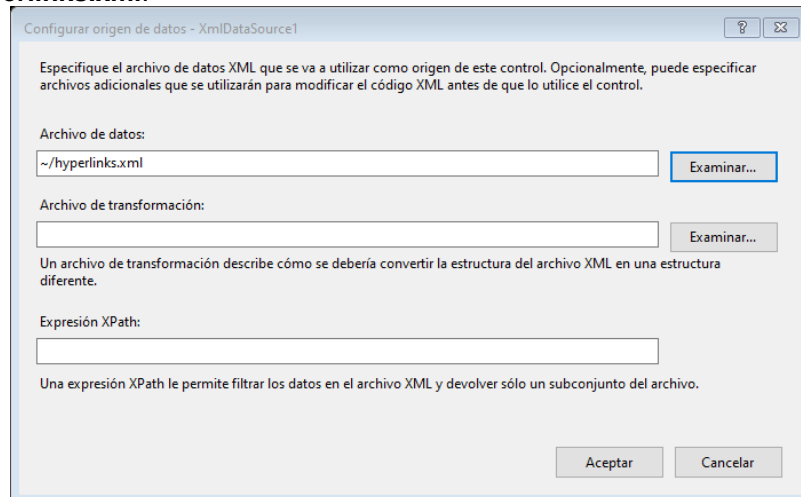 Configurar origen de datos - XmlDataSource1
Especifique el archivo de datos XML que se va a utilizar como origen de este control. Opcionalmente, puede especificar
archivos adicionales que se utilizarán para modificar el código XML antes de que lo utilice el control.
Archivo de datos:
~/hyperlinks.xml
Examinar...
Archivo de transformación:
Examinar...
Un archivo de transformación describe cómo se debería convertir la estructura del archivo XML en una estructura
diferente.
Expresión XPath:
Una expresión XPath le permite filtrar los datos en el archivo XML y devolver sólo un subconjunto del archivo.
Aceptar
Cancelar